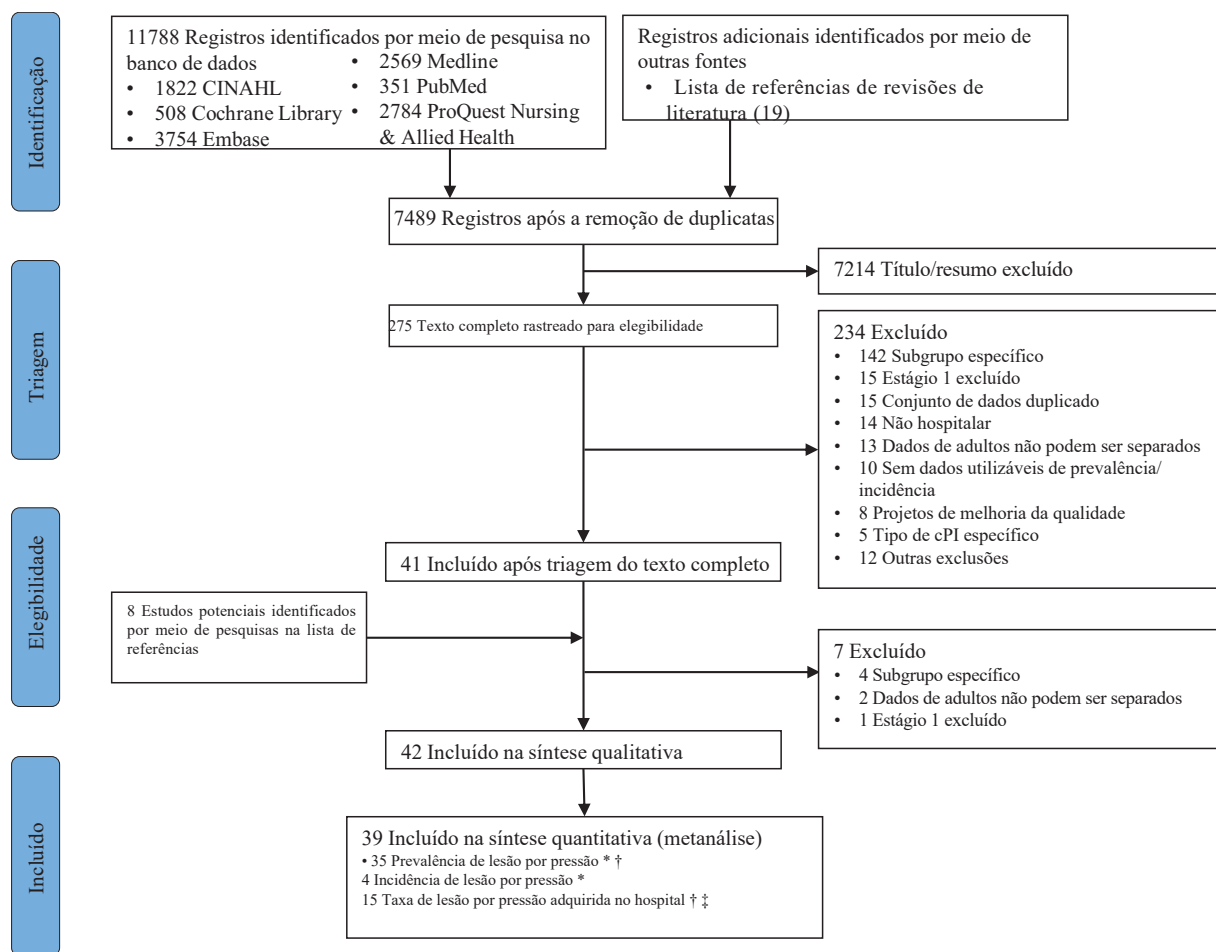 Identificação
11788 Registros identificados por meio de pesquisa no
banco de dados
• 1822 CINAHL
• 508 Cochrane Library
• 3754 Embase
• 2569 Medline
• 351 PubMed
• 2784 ProQuest Nursing
& Allied Health
Registros adicionais identificados por meio de
outras fontes
• Lista de referências de revisões de
literatura (19)
7489 Registros após a remoção de duplicatas
Triagem
7214 Título/resumo excluído
275 Texto completo rastreado para elegibilidade
234 Excluído
• 142 Subgrupo específico
• 15 Estágio 1 excluído
• 15 Conjunto de dados duplicado
• 14 Não hospitalar
• 13 Dados de adultos não podem ser separados
• 10 Sem dados utilizáveis de prevalência/
incidência
• 8 Projetos de melhoria da qualidade
• 5 Tipo de cPI específico
• 12 Outras exclusões
Elegibilidade
41 Incluído após triagem do texto completo
8 Estudos potenciais identificados
por meio de pesquisas na lista de
referências
7 Excluído
• 4 Subgrupo específico
• 2 Dados de adultos não podem ser separados
• 1 Estágio 1 excluído
42 Incluído na síntese qualitativa
Incluído
39 Incluído na síntese quantitativa (metanálise)
• 35 Prevalência de lesão por pressão * †
4 Incidência de lesão por pressão *
15 Taxa de lesão por pressão adquirida no hospital † ‡